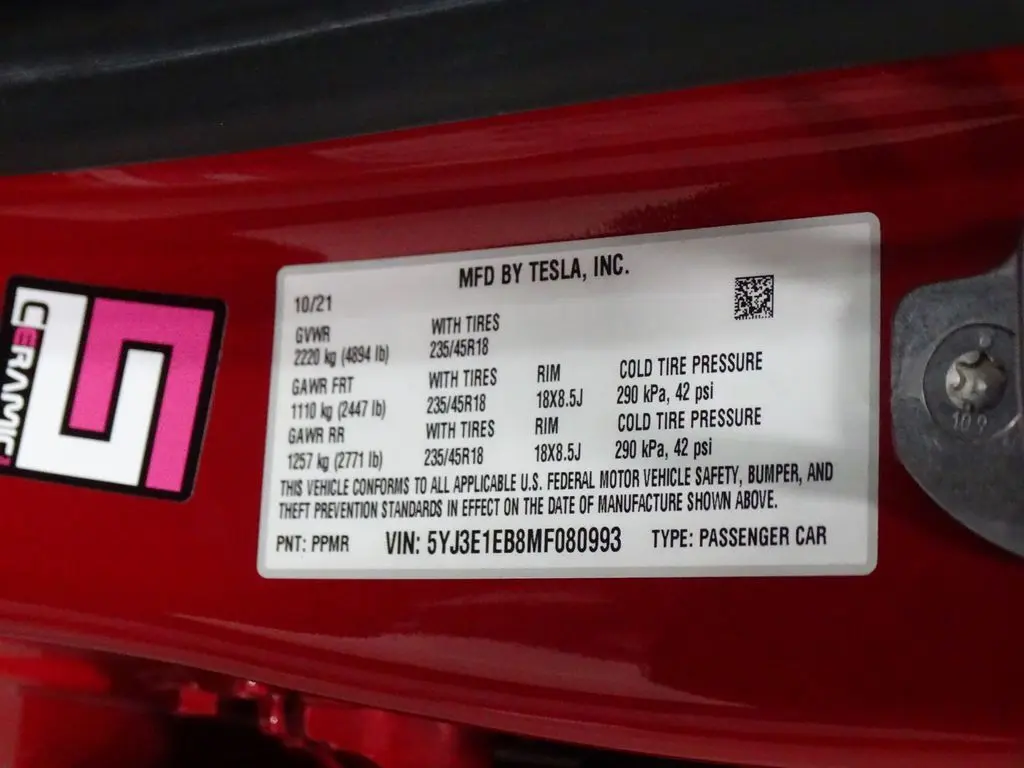 MFD BY TESLA, INC.
10/21
GVWR WITH TIRES
2220 kg (4894 lb) 235/45R18
GAWR FRT WITH TIRES RIM COLD TIRE PRESSURE
1110 kg (2447 lb) 235/45R18 18X8.5J 290 kPa, 42 psi
GAWR RR WITH TIRES RIM COLD TIRE PRESSURE
1257 kg (2771 lb) 235/45R18 18X8.5J 290 kPa, 42 psi
THIS VEHICLE CONFORMS TO ALL APPLICABLE U.S. FEDERAL MOTOR VEHICLE SAFETY, BUMPER, AND
THEFT PREVENTION STANDARDS IN EFFECT ON THE DATE OF MANUFACTURE SHOWN ABOVE.
PNT: PPMR VIN: 5YJ3E1EB8MF080993 TYPE: PASSENGER CAR
CERAMIC
10.9